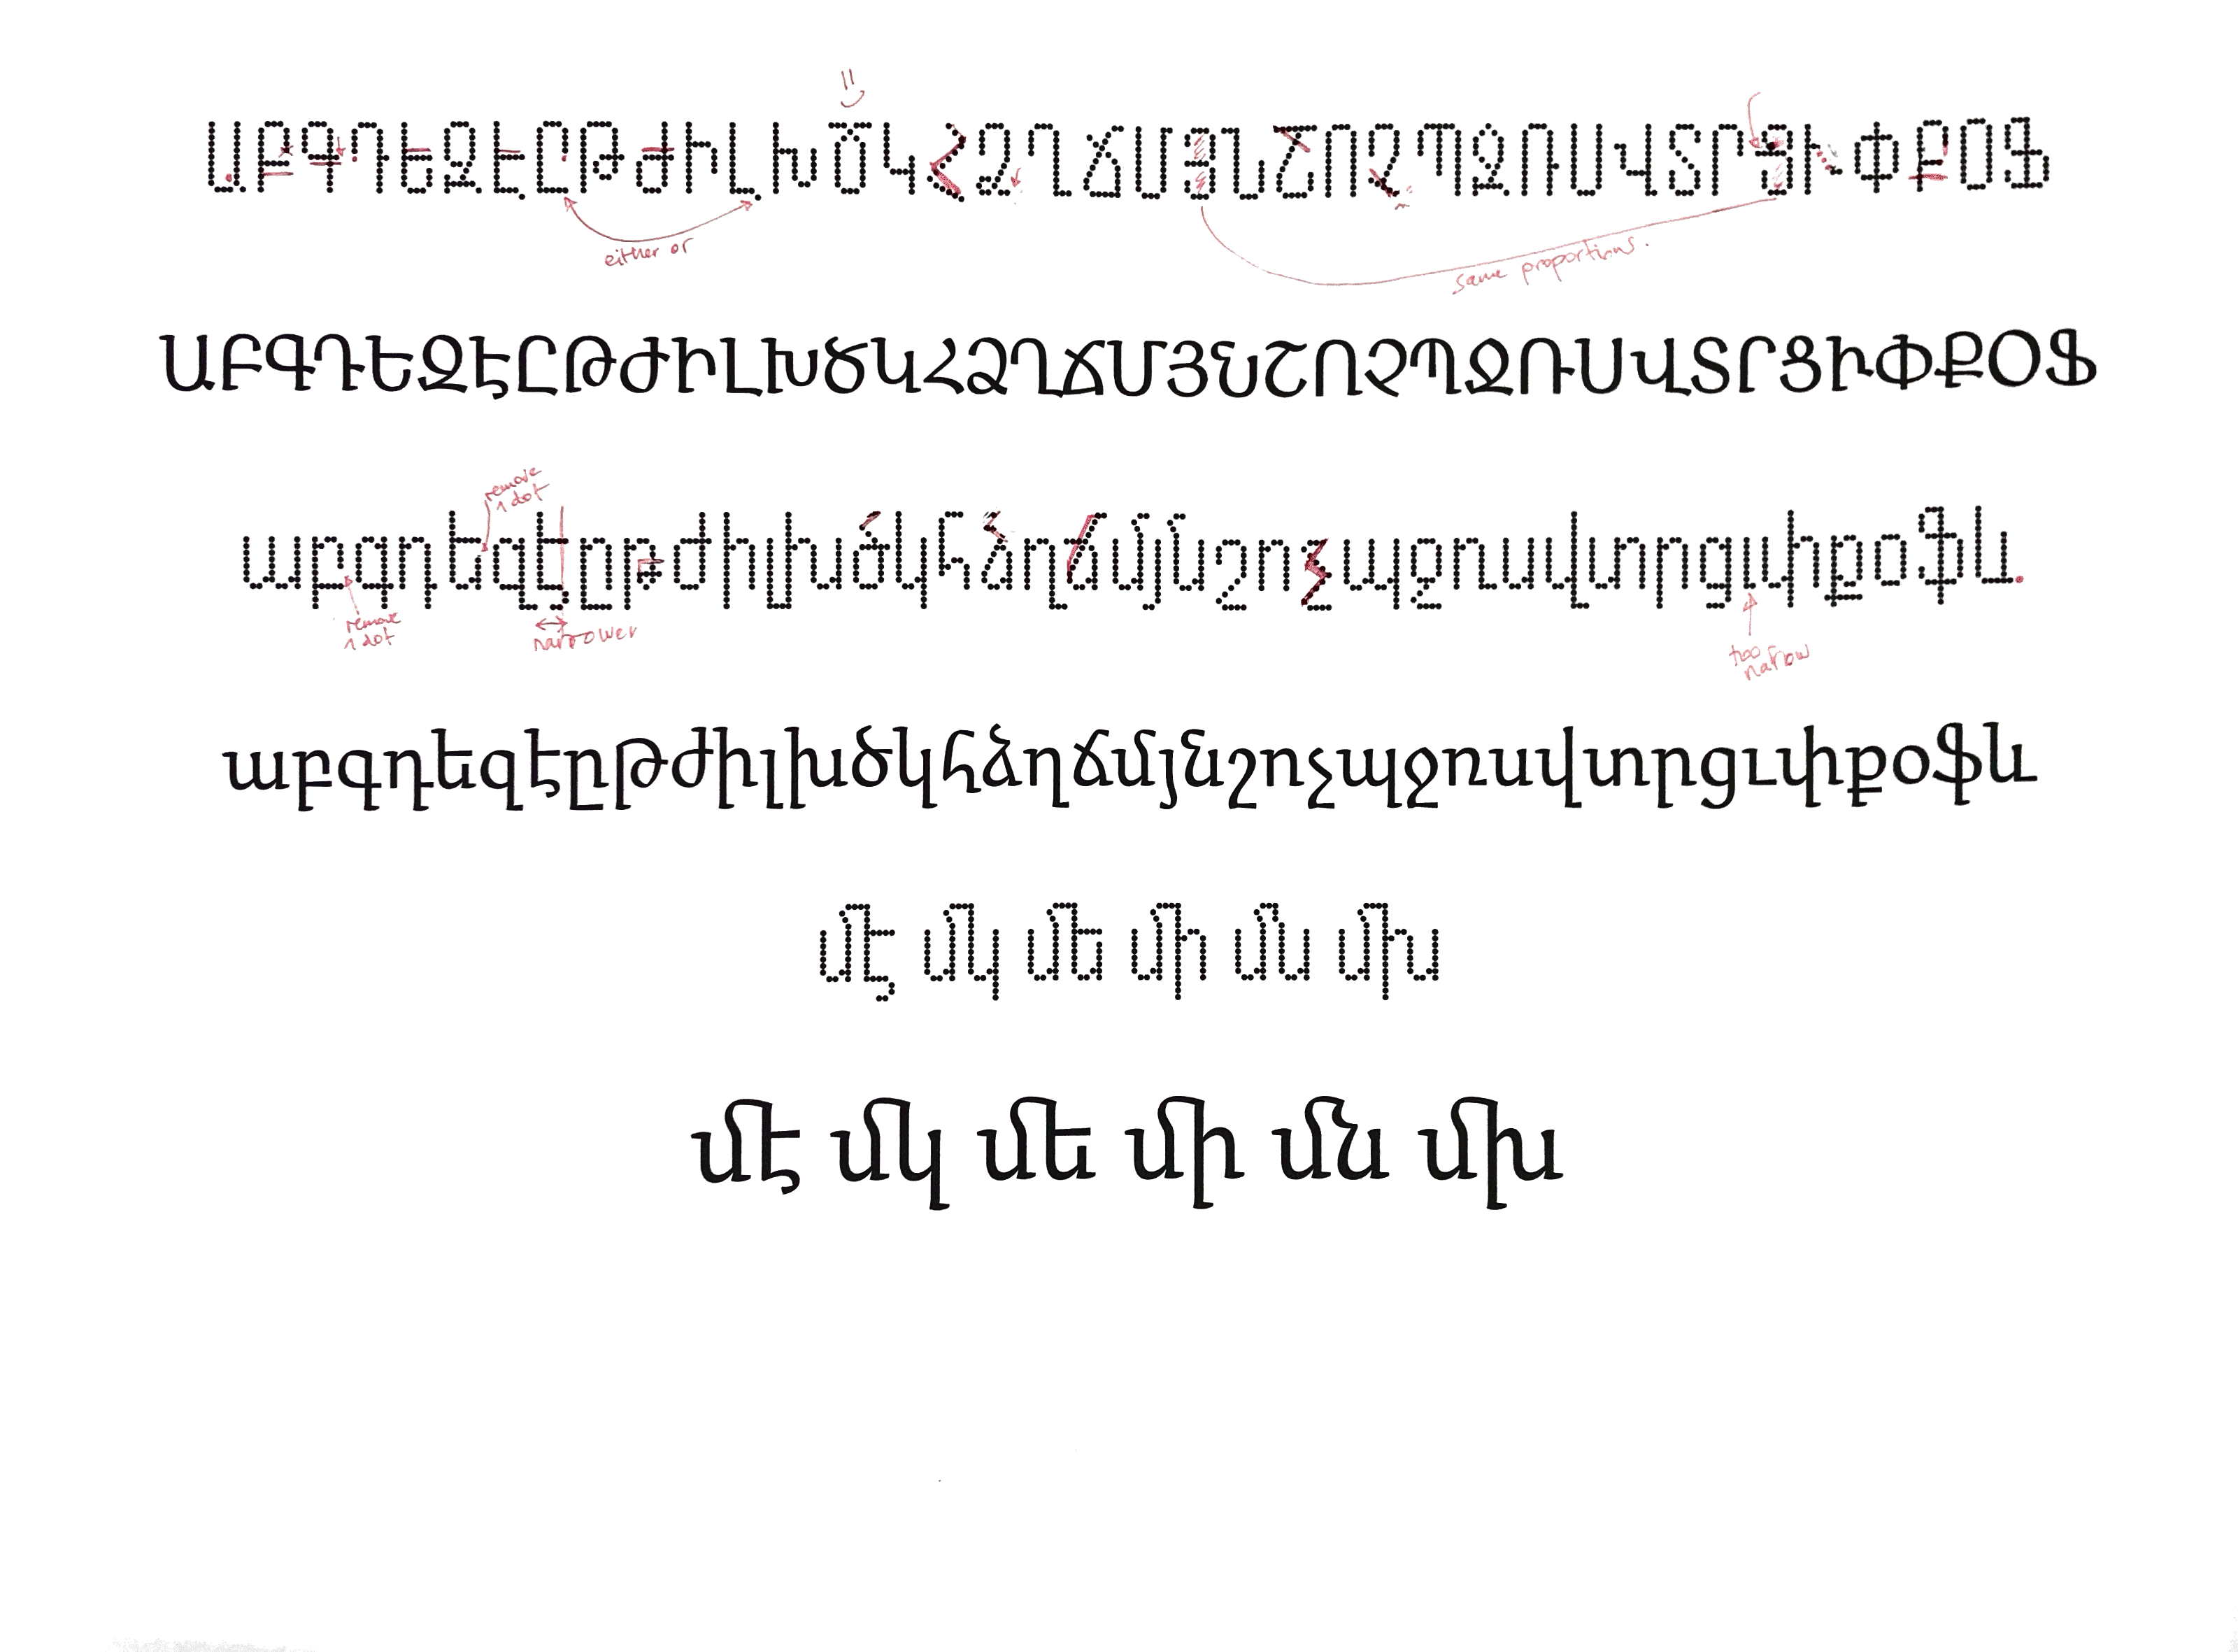 ԱԲԳԴԵԶԷԸԹԺԻԼԽԾԿՀՁՂՃՄՅՆՇՈՉՊՋՌՍՎՏՐՑՒՓՔՕՖ
either or
same proportions.
ԱԲԳԴԵԶԷԸԹԺԻԼԽԾԿՀՁՂՃՄՅՆՇՈՉՊՋՌՍՎՏՐՑՒՓՔՕՖ
remove
1 dot
աբգդեզէըթժիլխծկհձղճմյնշոչպջռսվտրցւփքօֆև
remove
1 dot
narrower
too
narrow
աբգդեզէըթժիլխծկհձղճմյնշոչպջռսվտրցւփքօֆև
մէ մկ մե մի մն մխ
մէ մկ մե մի մն մխ